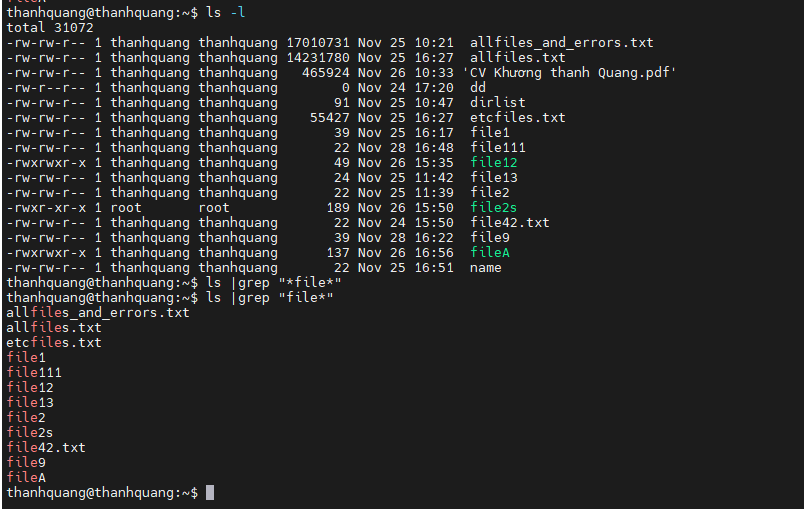 fileA
thanhquang@thanhquang:~$ ls -l
total 31072
-rw-rw-r-- 1 thanhquang thanhquang 17010731 Nov 25 10:21  allfiles_and_errors.txt
-rw-rw-r-- 1 thanhquang thanhquang 14231780 Nov 25 16:27  allfiles.txt
-rw-rw-r-- 1 thanhquang thanhquang   465924 Nov 26 10:33 'CV Khương thanh Quang.pdf'
-rw-r--r-- 1 thanhquang thanhquang        0 Nov 24 17:20  dd
-rw-rw-r-- 1 thanhquang thanhquang       91 Nov 25 10:47  dirlist
-rw-rw-r-- 1 thanhquang thanhquang    55427 Nov 25 16:27  etcfiles.txt
-rw-rw-r-- 1 thanhquang thanhquang       39 Nov 25 16:17  file1
-rw-rw-r-- 1 thanhquang thanhquang       22 Nov 28 16:48  file111
-rwxrwxr-x 1 thanhquang thanhquang       49 Nov 26 15:35  file12
-rw-rw-r-- 1 thanhquang thanhquang       24 Nov 25 11:42  file13
-rw-rw-r-- 1 thanhquang thanhquang       22 Nov 25 11:39  file2
-rwxr-xr-x 1 root       root            189 Nov 26 15:50  file2s
-rw-rw-r-- 1 thanhquang thanhquang       22 Nov 24 15:50  file42.txt
-rw-rw-r-- 1 thanhquang thanhquang       39 Nov 28 16:22  file9
-rwxrwxr-x 1 thanhquang thanhquang      137 Nov 26 16:56  fileA
-rw-rw-r-- 1 thanhquang thanhquang       22 Nov 25 16:51  name
thanhquang@thanhquang:~$ ls |grep "*file*"
thanhquang@thanhquang:~$ ls |grep "file*"
allfiles_and_errors.txt
allfiles.txt
etcfiles.txt
file1
file111
file12
file13
file2
file2s
file42.txt
file9
fileA
thanhquang@thanhquang:~$